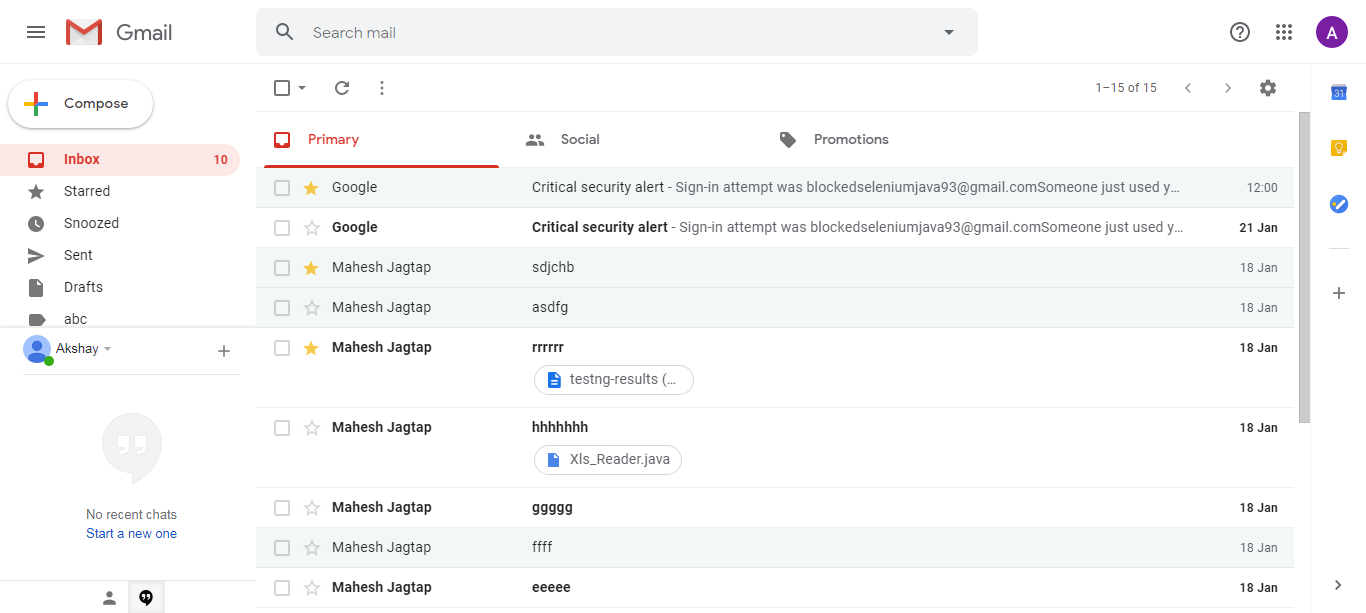 Gmail
Search mail
A
Compose
1–15 of 15
31
Inbox 10
Starred
Snoozed
Sent
Drafts
abc
Akshay
No recent chats
Start a new one
Primary Social Promotions
Google Critical security alert - Sign-in attempt was blockedseleniumjava93@gmail.comSomeone just used y… 12:00
Google Critical security alert - Sign-in attempt was blockedseleniumjava93@gmail.comSomeone just used y… 21 Jan
Mahesh Jagtap sdjchb 18 Jan
Mahesh Jagtap asdfg 18 Jan
Mahesh Jagtap rrrrrr 18 Jan
testng-results (…
Mahesh Jagtap hhhhhhh 18 Jan
Xls_Reader.java
Mahesh Jagtap ggggg 18 Jan
Mahesh Jagtap ffff 18 Jan
Mahesh Jagtap eeeee 18 Jan